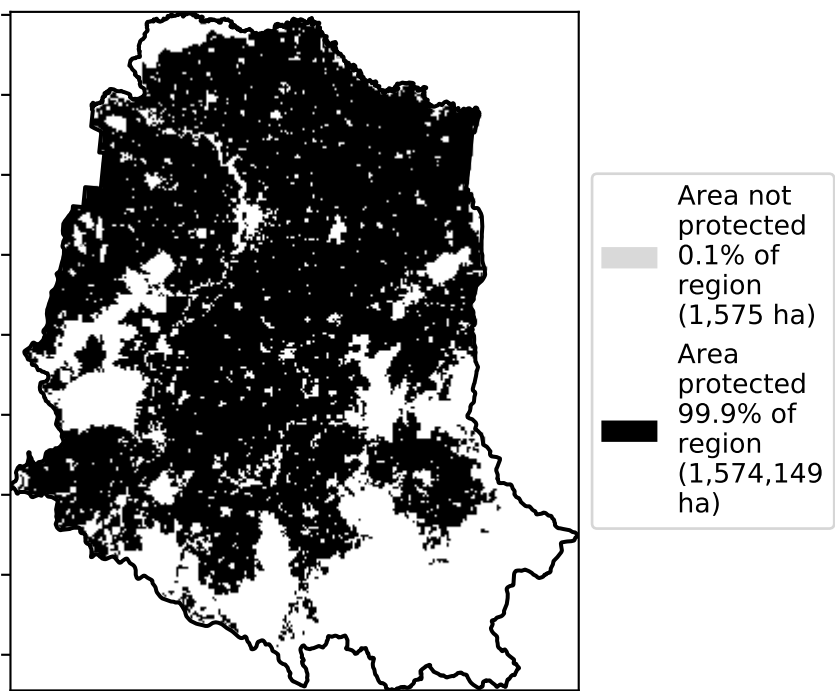 Area not
protected
0.1% of
region
(1,575 ha)
Area
protected
99.9% of
region
(1,574,149
ha)